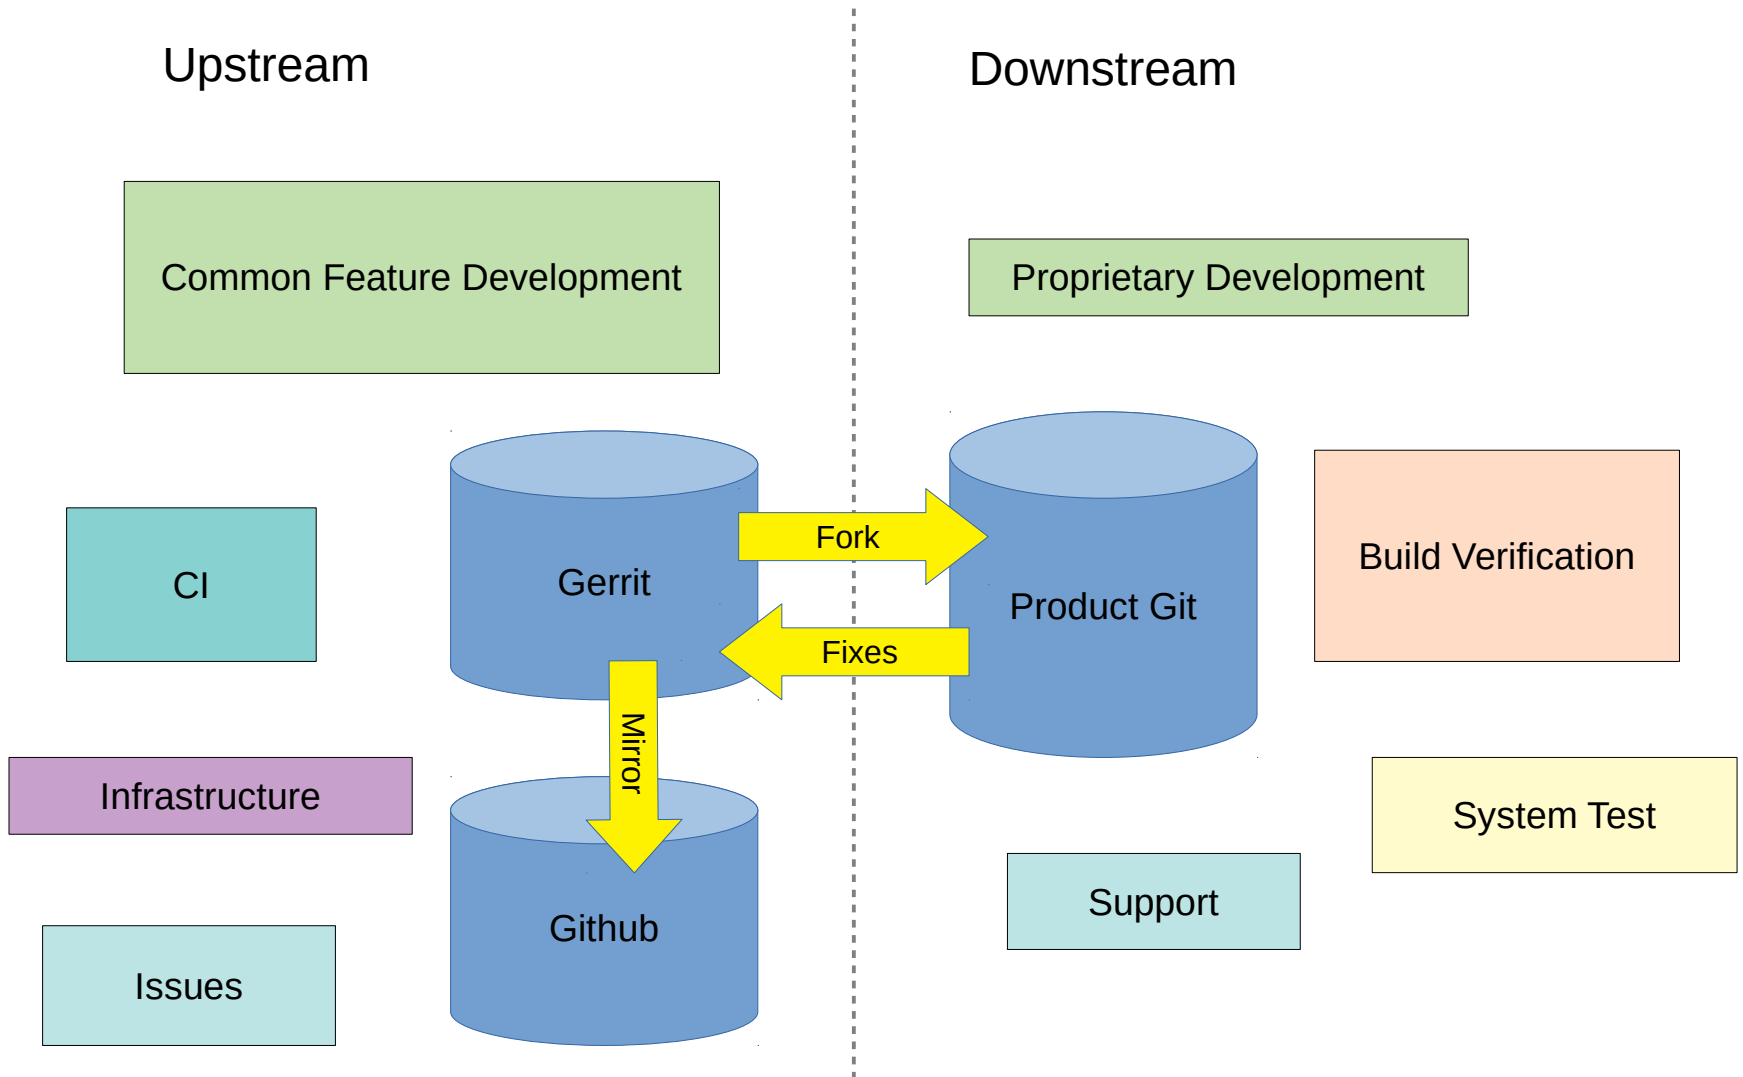 Upstream
Downstream
Common Feature Development
Proprietary Development
Gerrit
Fork
Product Git
Build Verification
CI
Fixes
Mirror
Infrastructure
System Test
Support
Github
Issues